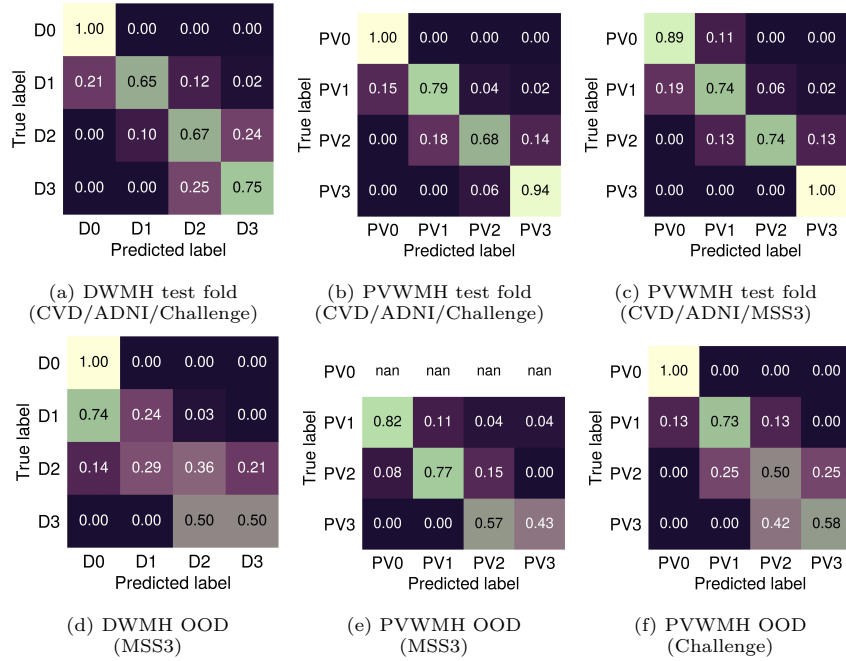 D0 1.00 0.00 0.00 0.00
D1 0.21 0.65 0.12 0.02
D2 0.00 0.10 0.67 0.24
D3 0.00 0.00 0.25 0.75
True label
D0 D1 D2 D3
Predicted label
(a) DWMH test fold
(CVD/ADNI/Challenge)
PV0 1.00 0.00 0.00 0.00
PV1 0.15 0.79 0.04 0.02
PV2 0.00 0.18 0.68 0.14
PV3 0.00 0.00 0.06 0.94
True label
PV0 PV1 PV2 PV3
Predicted label
(b) PVWMH test fold
(CVD/ADNI/Challenge)
PV0 0.89 0.11 0.00 0.00
PV1 0.19 0.74 0.06 0.02
PV2 0.00 0.13 0.74 0.13
PV3 0.00 0.00 0.00 1.00
True label
PV0 PV1 PV2 PV3
Predicted label
(c) PVWMH test fold
(CVD/ADNI/MSS3)
D0 1.00 0.00 0.00 0.00
D1 0.74 0.24 0.03 0.00
D2 0.14 0.29 0.36 0.21
D3 0.00 0.00 0.50 0.50
True label
D0 D1 D2 D3
Predicted label
(d) DWMH OOD
(MSS3)
PV0 nan nan nan nan
PV1 0.82 0.11 0.04 0.04
PV2 0.08 0.77 0.15 0.00
PV3 0.00 0.00 0.57 0.43
True label
PV0 PV1 PV2 PV3
Predicted label
(e) PVWMH OOD
(MSS3)
PV0 1.00 0.00 0.00 0.00
PV1 0.13 0.73 0.13 0.00
PV2 0.00 0.25 0.50 0.25
PV3 0.00 0.00 0.42 0.58
True label
PV0 PV1 PV2 PV3
Predicted label
(f) PVWMH OOD
(Challenge)